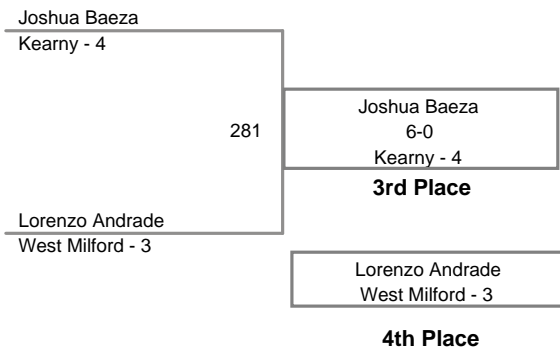 Joshua Baeza
Kearny - 4
281
Joshua Baeza
6-0
Kearny - 4
3rd Place
Lorenzo Andrade
West Milford - 3
Lorenzo Andrade
West Milford - 3
4th Place